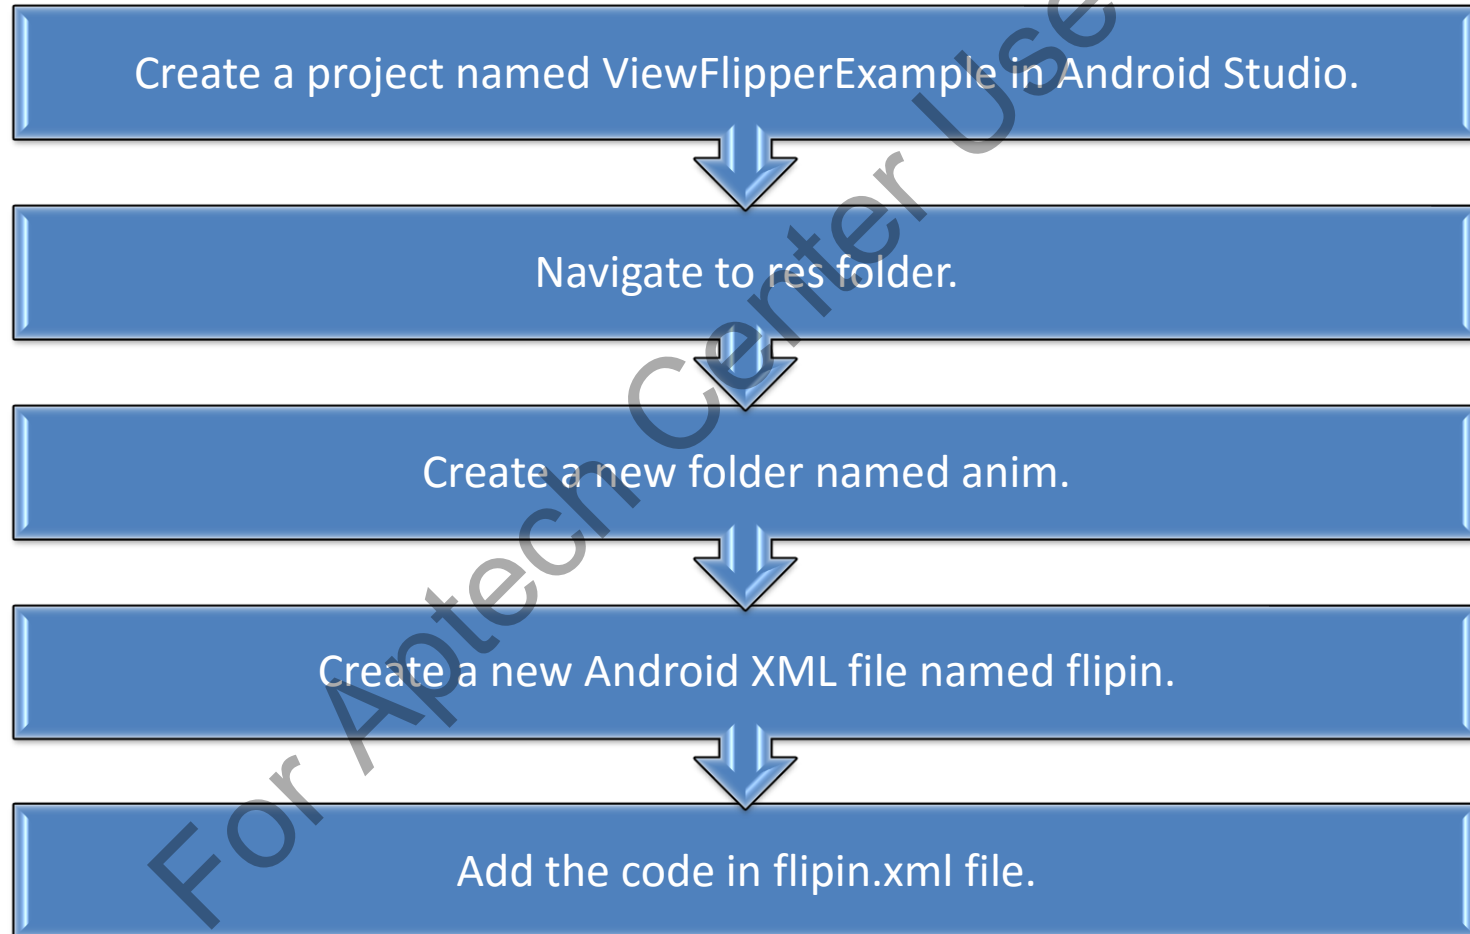 Create a project named ViewFlipperExample in Android Studio.
Navigate to res folder.
Create a new folder named anim.
Create a new Android XML file named flipin.
Add the code in flipin.xml file.
For Aptech Center Use